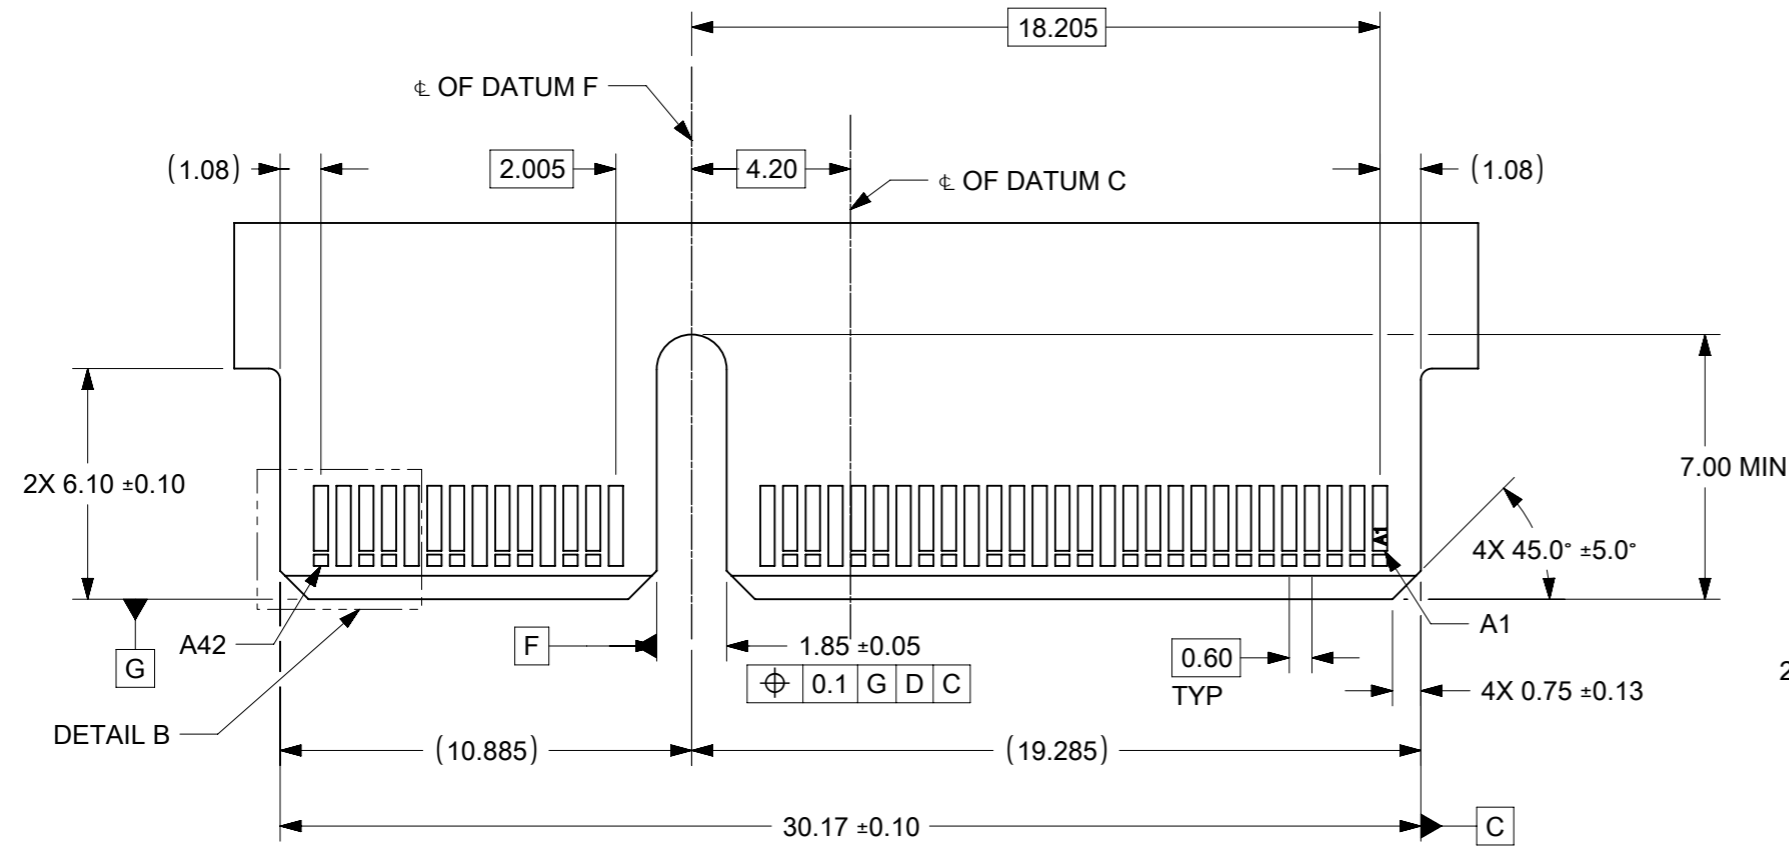 18.205
℄ OF DATUM F
(1.08)
2.005
4.20
℄ OF DATUM C
(1.08)
2X 6.10 ±0.10
7.00 MIN
A1
4X 45.0° ±5.0°
A42
A1
G
F
1.85 ±0.05
⌖ 0.1 G D C
0.60
TYP
2
4X 0.75 ±0.13
DETAIL B
(10.885)
(19.285)
30.17 ±0.10
C